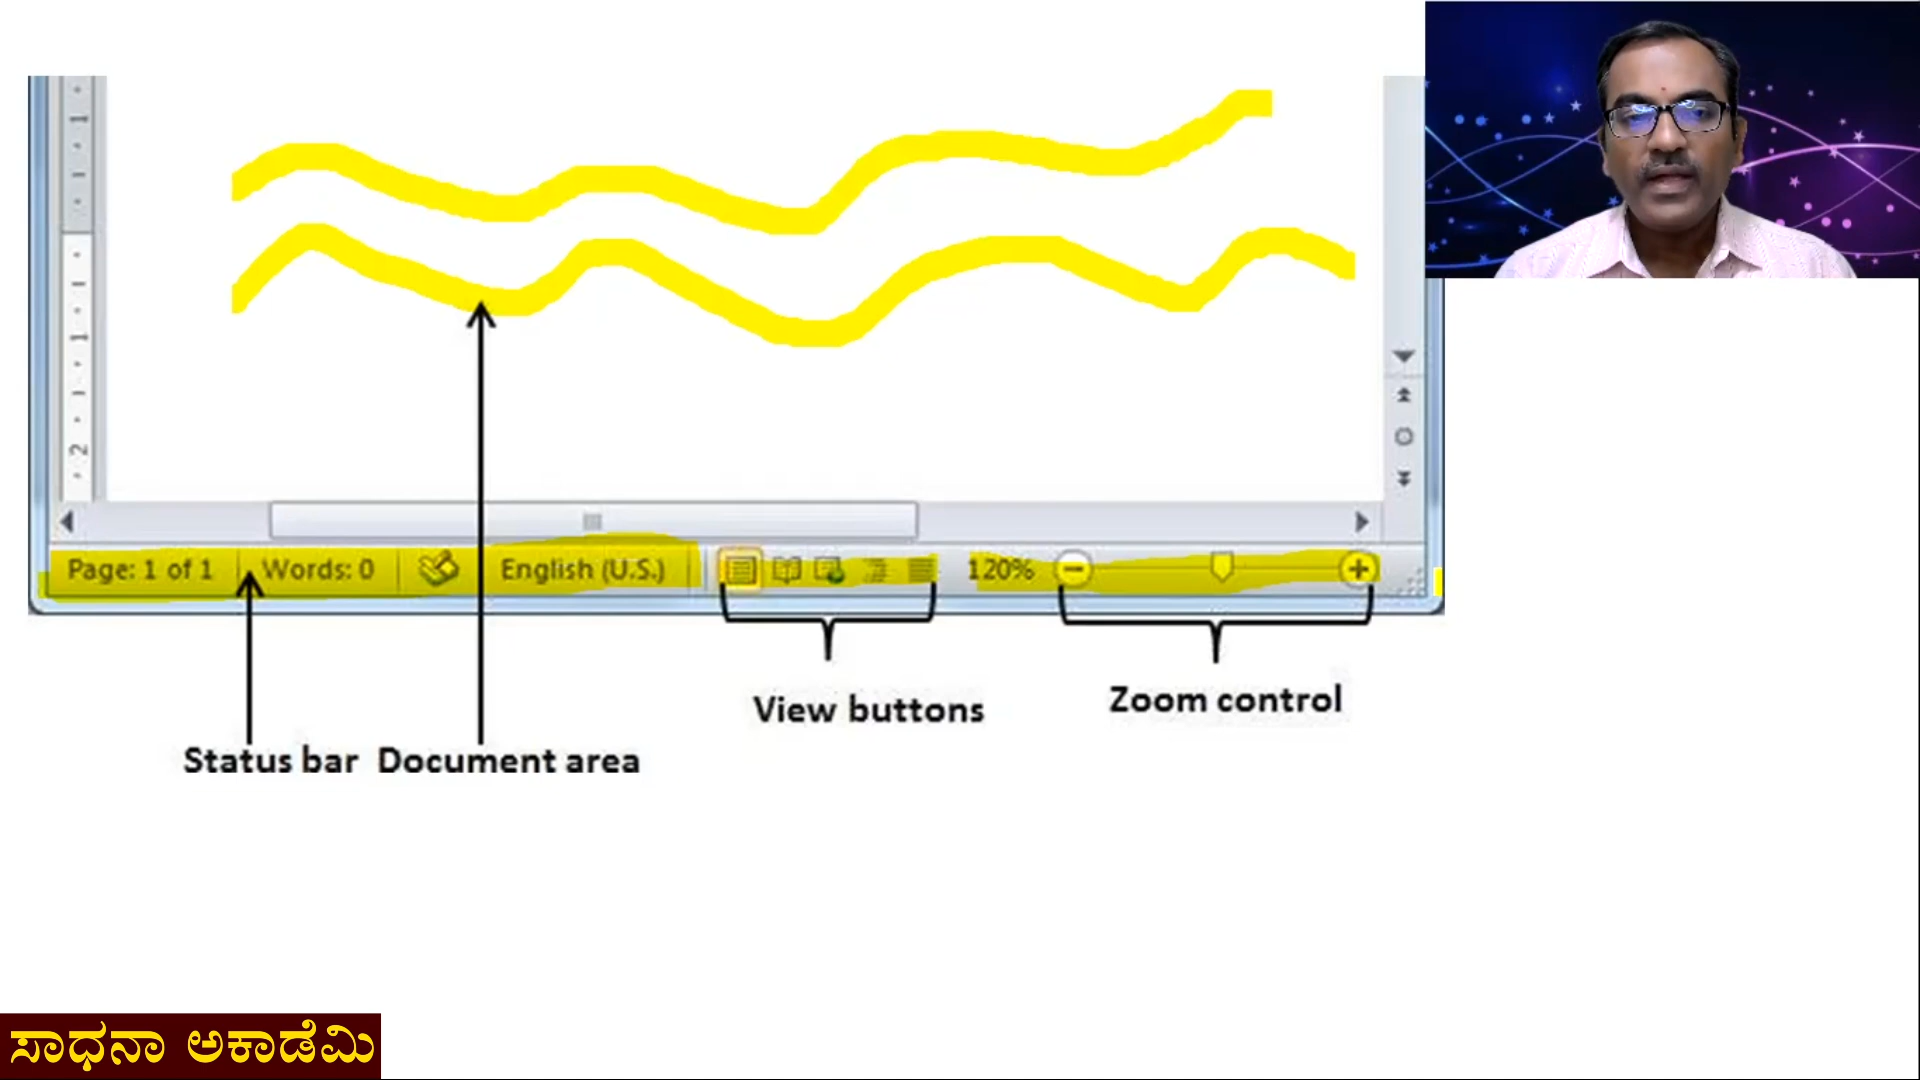 Page: 1 of 1 Words: 0 English (U.S.) 120%
View buttons
Zoom control
Status bar Document area
ಸಾಧನಾ ಅಕಾಡೆಮಿ